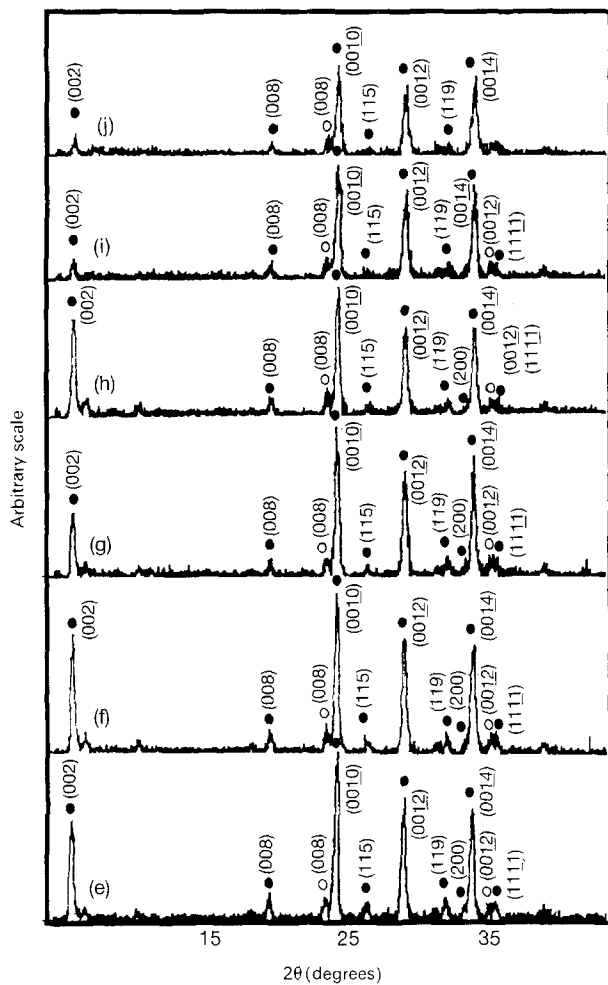 (002) (j) (008) (008) (0010) (115) (0012) (119) (0014)
(002) (i) (008) (008) (0010) (115) (0012) (119) (0014) (0012) (1111)
(002) (h) (008) (008) (0010) (115) (0012) (119) (200) (0014) (0012) (1111)
(002) (g) (008) (008) (0010) (115) (0012) (119) (200) (0014) (0012) (1111)
(002) (f) (008) (008) (0010) (115) (0012) (119) (200) (0014) (0012) (1111)
(002) (e) (008) (008) (0010) (115) (0012) (119) (200) (0014) (0012) (1111)
Arbitrary scale
15 25 35
2θ (degrees)